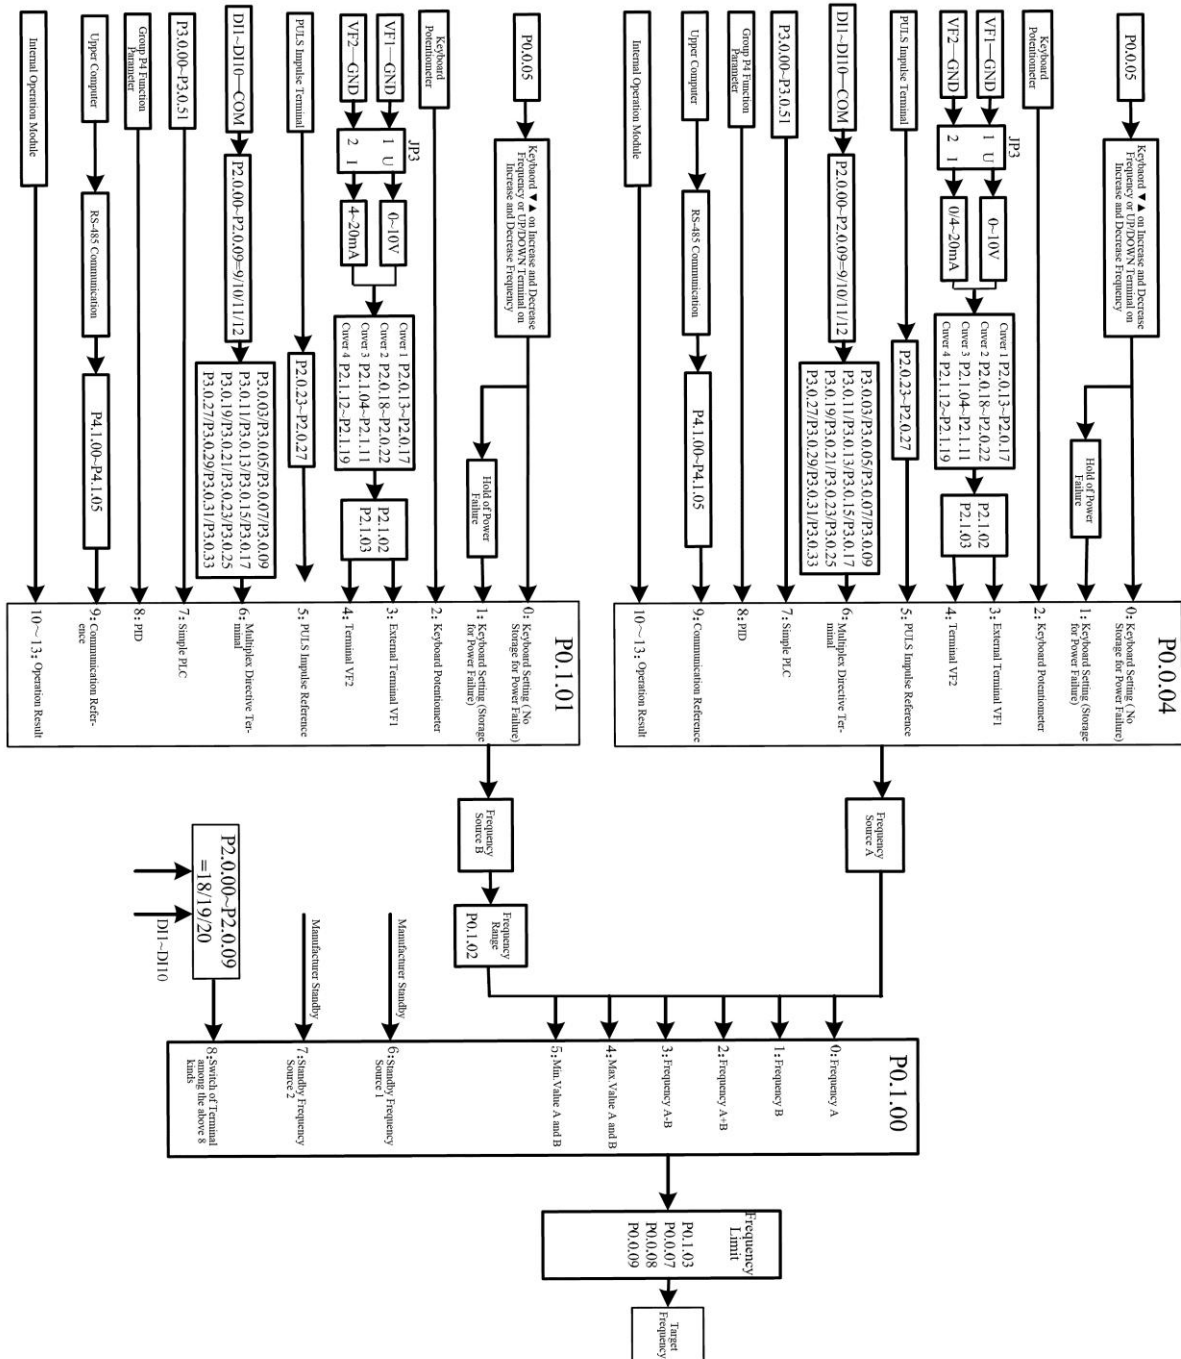 P0.0.05
Keybaord ▼▲ on Increase and Decrease
Frequency or UP/DOWN Terminal on
Increase and Decrease Frequency
Hold of Power
Failure
Keyboard
Potentiometer
VF1—GND
VF2—GND
JP3
1 U
2 I
0~10V
0/4~20mA
Cuver 1 P2.0.13~P2.0.17
Cuver 2 P2.0.18~P2.0.22
Cuver 3 P2.1.04~P2.1.11
Cuver 4 P2.1.12~P2.1.19
P2.1.02
P2.1.03
PULS Impulse Terminal
P2.0.23~P2.0.27
DI1~DI10—COM
P2.0.00~P2.0.09=9/10/11/12
P3.0.03/P3.0.05/P3.0.07/P3.0.09
P3.0.11/P3.0.13/P3.0.15/P3.0.17
P3.0.19/P3.0.21/P3.0.23/P3.0.25
P3.0.27/P3.0.29/P3.0.31/P3.0.33
P3.0.00~P3.0.51
Group P4 Function
Parameter
Upper Computer
RS-485 Communication
P4.1.00~P4.1.05
Internal Operation Module
P0.0.04
0: Keyboard Setting ( No
Storage for Power Failure)
1: Keyboard Setting (Storage
for Power Failure)
2: Keyboard Potentiometer
3: External Terminal VF1
4: Terminal VF2
5: PULS Impulse Reference
6: Multiplex Directive Ter-
minal
7: Simple PLC
8: PID
9: Communication Reference
10～13: Operation Result
Frequency
Source A
P0.0.05
Keybaord ▼▲ on Increase and Decrease
Frequency or UP/DOWN Terminal on
Increase and Decrease Frequency
Hold of Power
Failure
Keyboard
Potentiometer
VF1—GND
VF2—GND
JP3
1 U
2 I
0~10V
4~20mA
Cuver 1 P2.0.13~P2.0.17
Cuver 2 P2.0.18~P2.0.22
Cuver 3 P2.1.04~P2.1.11
Cuver 4 P2.1.12~P2.1.19
P2.1.02
P2.1.03
PULS Impulse Terminal
P2.0.23~P2.0.27
DI1~DI10—COM
P2.0.00~P2.0.09=9/10/11/12
P3.0.03/P3.0.05/P3.0.07/P3.0.09
P3.0.11/P3.0.13/P3.0.15/P3.0.17
P3.0.19/P3.0.21/P3.0.23/P3.0.25
P3.0.27/P3.0.29/P3.0.31/P3.0.33
P3.0.00~P3.0.51
Group P4 Function
Parameter
Upper Computer
RS-485 Communication
P4.1.00~P4.1.05
Internal Operation Module
P0.1.01
0: Keyboard Setting ( No
Storage for Power Failure)
1: Keyboard Setting (Storage
for Power Failure)
2: Keyboard Potentiometer
3: External Terminal VF1
4: Terminal VF2
5: PULS Impulse Reference
6: Multiplex Directive Ter-
minal
7: Simple PLC
8: PID
9: Communication Refer-
ence
10～13: Operation Result
Frequency
Source B
Frequency
Range
P0.1.02
Manufacturer Standby
Manufacturer Standby
P2.0.00~P2.0.09
=18/19/20
DI1~DI10
P0.1.00
0: Frequency A
1: Frequency B
2: Frequency A+B
3: Frequency A-B
4: Max.Value A and B
5: Min.Value A and B
6:Standby Frequency
Source 1
7:Standby Frequency
Source 2
8:Switch of Terminal
among the above 8
kinds
Frequency
Limit
P0.1.03
P0.0.07
P0.0.08
P0.0.09
Target
Frequency